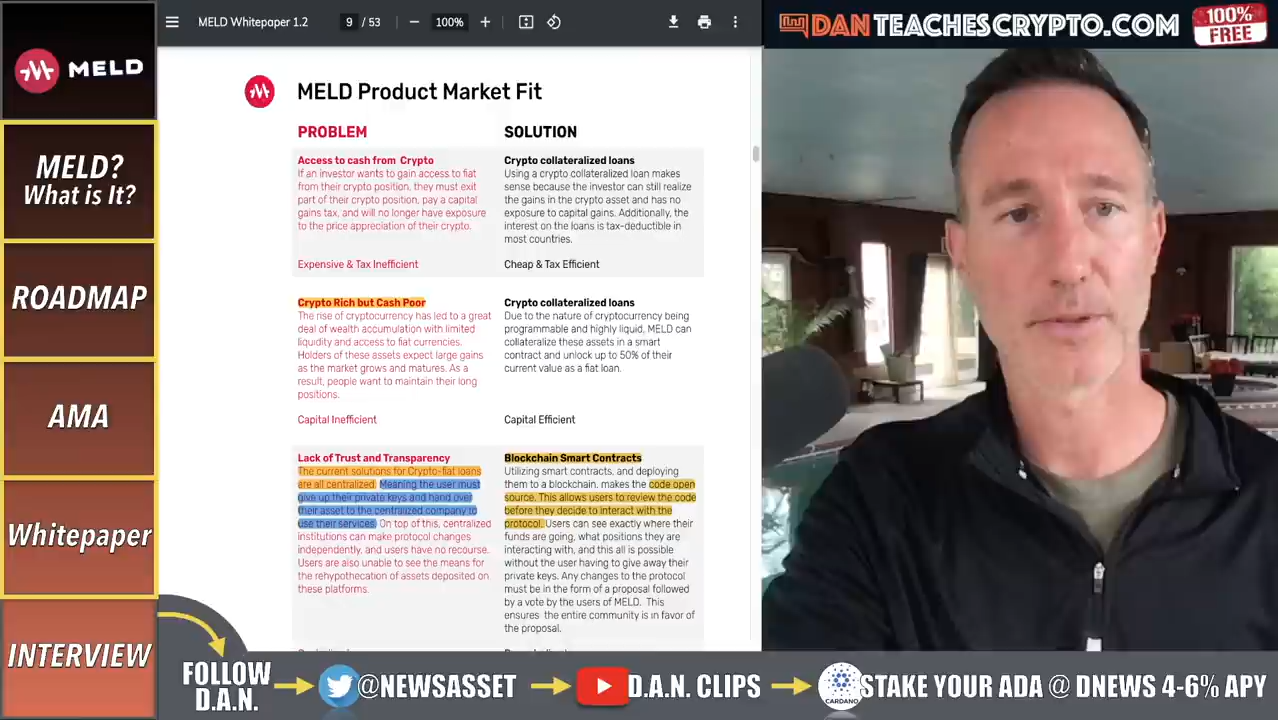 MELD Whitepaper 1.2
9 / 53
100%
DANTEACHESCRYPTO.COM
100%
FREE
MELD
MELD?
What is It?
ROADMAP
AMA
Whitepaper
INTERVIEW
MELD Product Market Fit
PROBLEM
SOLUTION
Access to cash from Crypto
If an investor wants to gain access to fiat
from their crypto position, they must exit
part of their crypto position, pay a capital
gains tax, and will no longer have exposure
to the price appreciation of their crypto.
Expensive & Tax Inefficient
Crypto collateralized loans
Using a crypto collateralized loan makes
sense because the investor can still realize
the gains in the crypto asset and has no
exposure to capital gains. Additionally, the
interest on the loans is tax-deductible in
most countries.
Cheap & Tax Efficient
Crypto Rich but Cash Poor
The rise of cryptocurrency has led to a great
deal of wealth accumulation with limited
liquidity and access to fiat currencies.
Holders of these assets expect large gains
as the market grows and matures. As a
result, people want to maintain their long
positions.
Capital Inefficient
Crypto collateralized loans
Due to the nature of cryptocurrency being
programmable and highly liquid, MELD can
collateralize these assets in a smart
contract and unlock up to 50% of their
current value as a fiat loan.
Capital Efficient
Lack of Trust and Transparency
The current solutions for Crypto-fiat loans
are all centralized. Meaning the user must
give up their private keys and hand over
their asset to the centralized company to
use their services. On top of this, centralized
institutions can make protocol changes
independently, and users have no recourse.
Users are also unable to see the means for
the rehypothecation of assets deposited on
these platforms.
Blockchain Smart Contracts
Utilizing smart contracts, and deploying
them to a blockchain, makes the code open
source. This allows users to review the code
before they decide to interact with the
protocol. Users can see exactly where their
funds are going, what positions they are
interacting with, and this all is possible
without the user having to give away their
private keys. Any changes to the protocol
must be in the form of a proposal followed
by a vote by the users of MELD. This
ensures the entire community is in favor of
the proposal.
FOLLOW
D.A.N.
@NEWSASSET
D.A.N. CLIPS
CARDANO
STAKE YOUR ADA @ DNEWS 4-6% APY